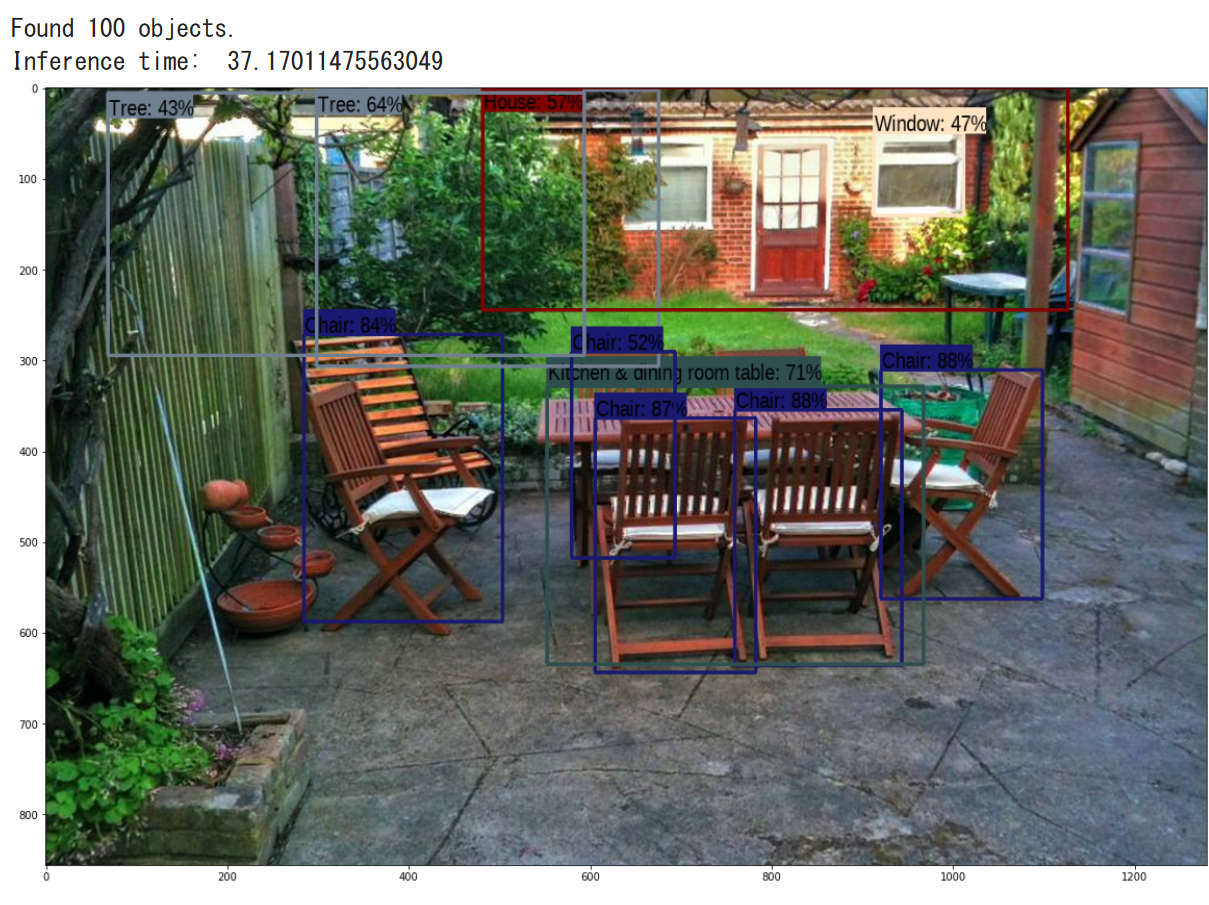 Found 100 objects.
Inference time:  37.17011475563049
0
Tree: 43%
Tree: 64%
House: 57%
Window: 47%
100
200
Chair: 84%
Chair: 52%
300
Chair: 88%
Kitchen & dining room table: 71%
Chair: 87%
Chair: 88%
400
500
600
700
800
0
200
400
600
800
1000
1200